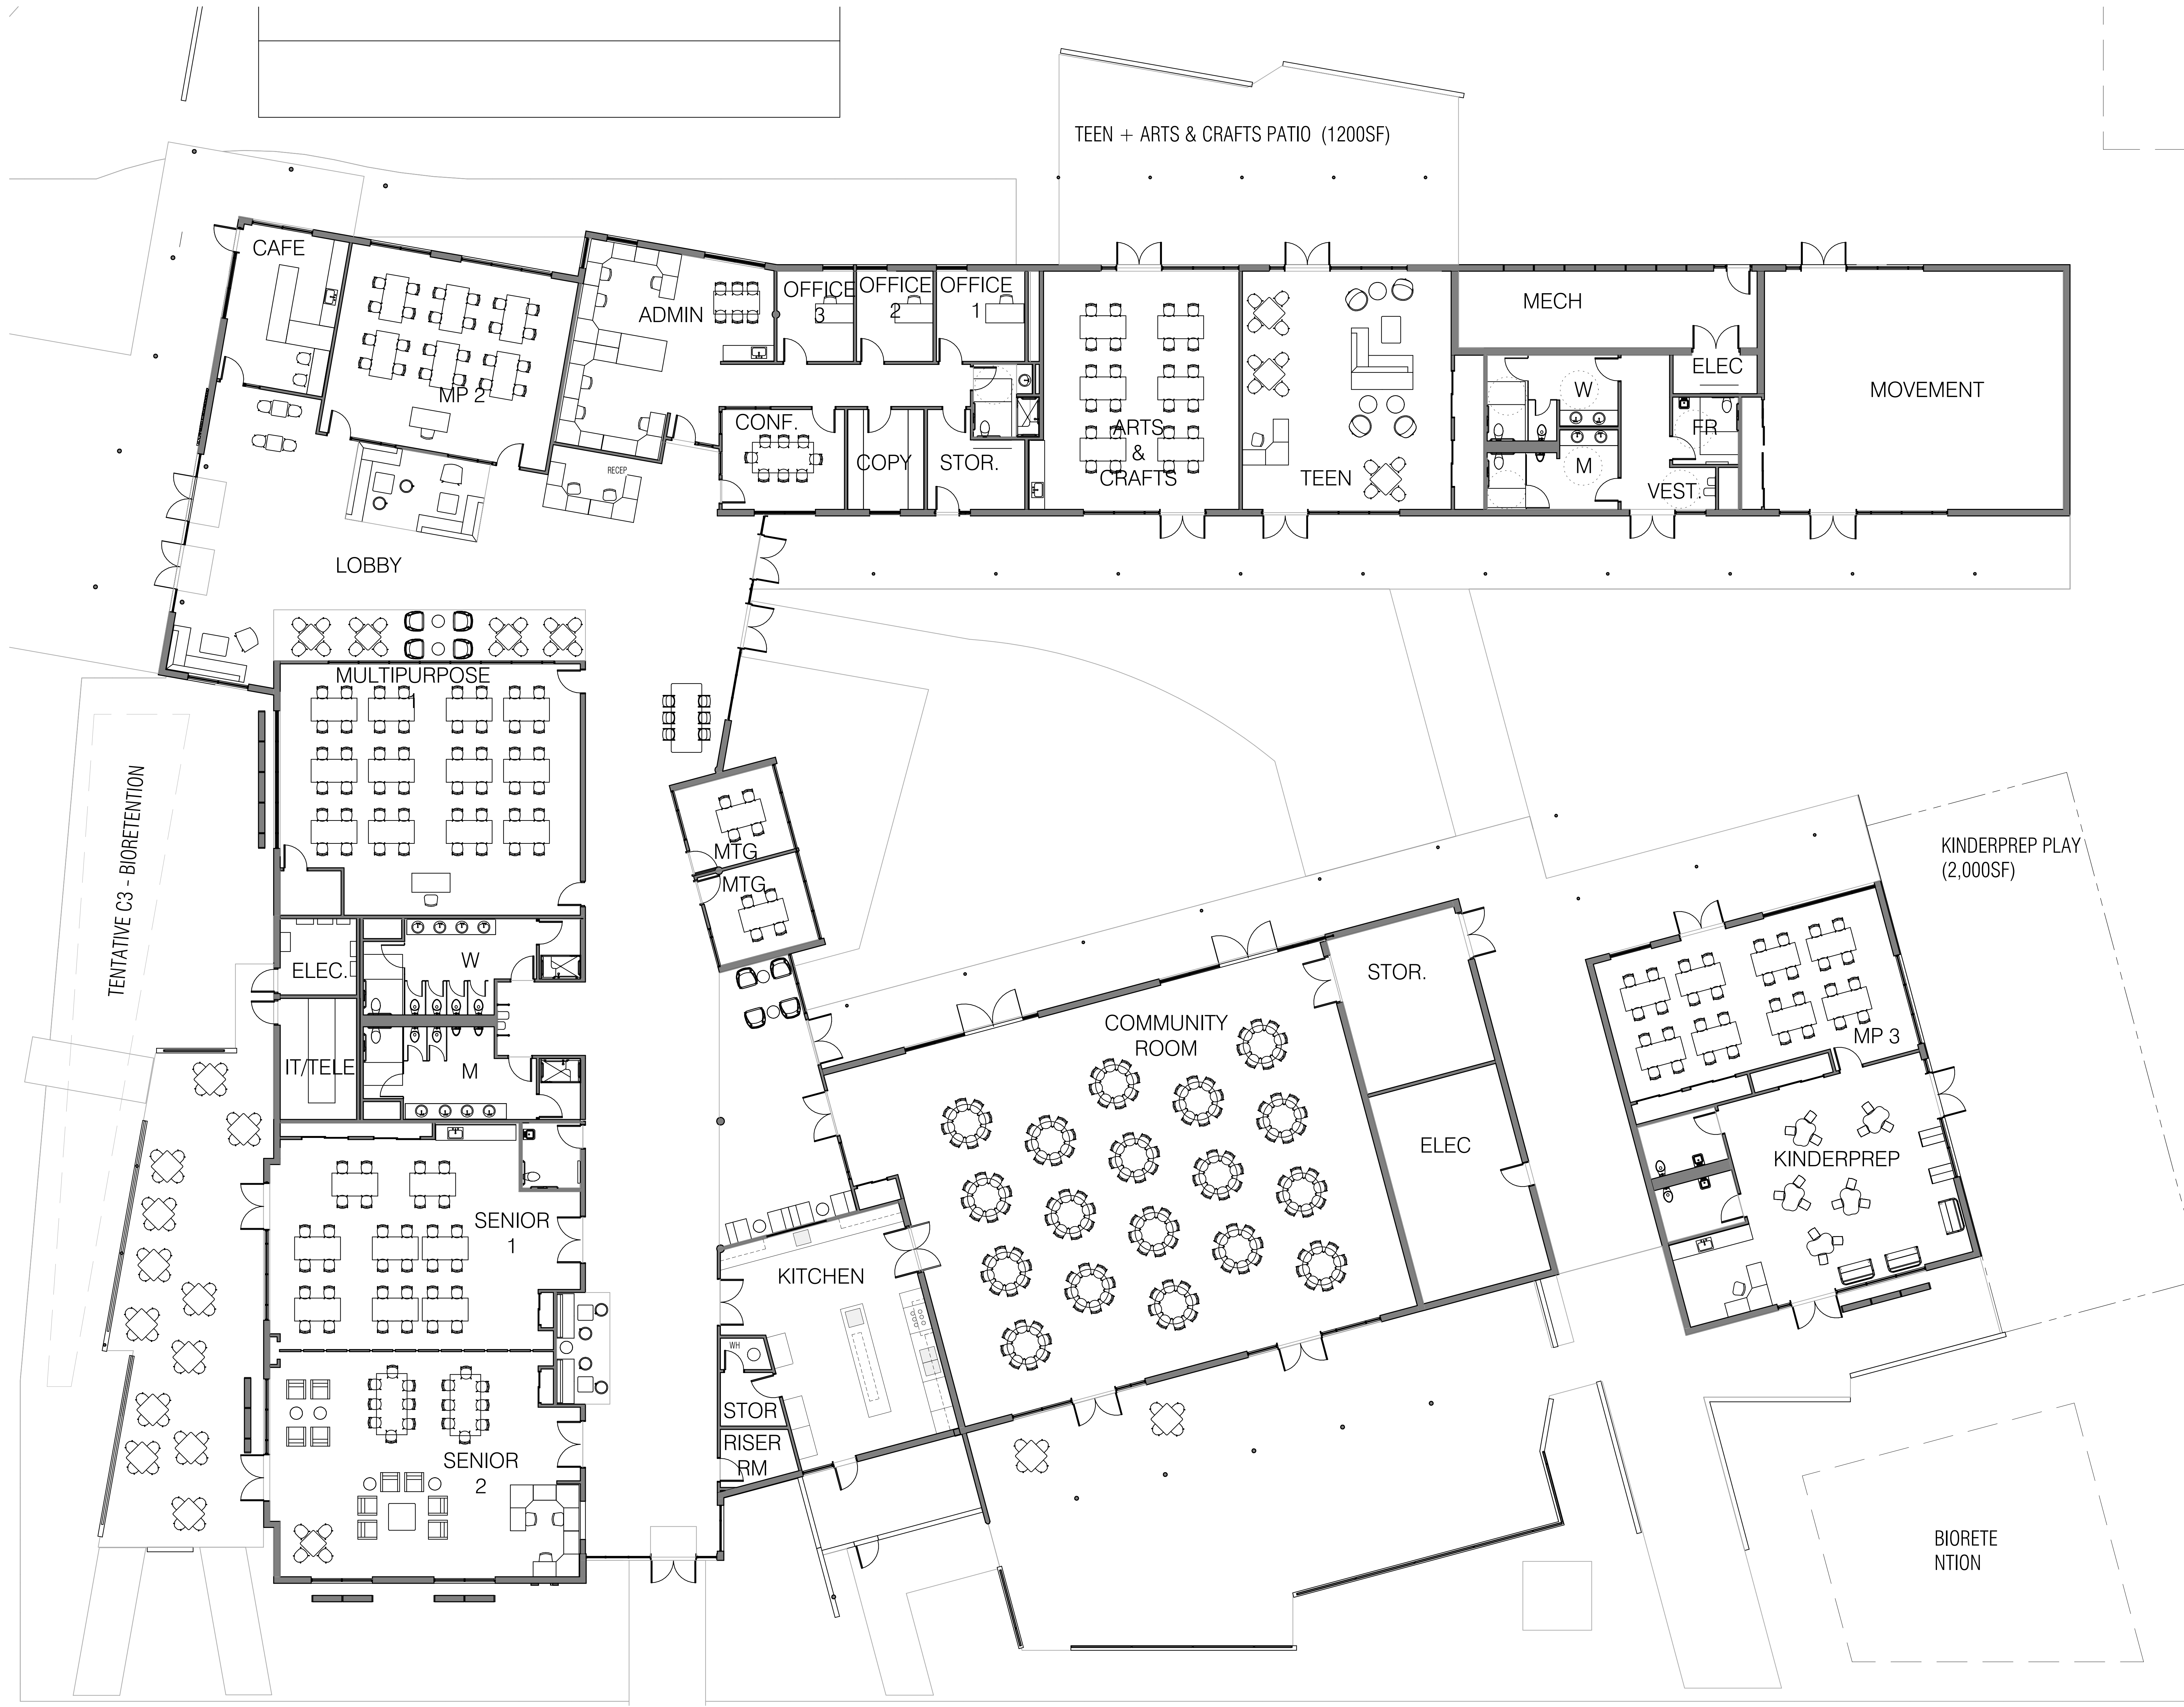 TEEN + ARTS & CRAFTS PATIO (1200SF)
CAFE
MP 2
ADMIN
OFFICE
3
OFFICE
2
OFFICE
1
MECH
ELEC
MOVEMENT
W
M
FR
VEST.
CONF.
COPY
STOR.
ARTS
&
CRAFTS
TEEN
RECEP
LOBBY
MULTIPURPOSE
1
TENTATIVE C3 - BIORETENTION
MTG
MTG
KINDERPREP PLAY
(2,000SF)
ELEC.
W
IT/TELE
M
STOR.
COMMUNITY
ROOM
ELEC
MP 3
KINDERPREP
SENIOR
1
KITCHEN
WH
STOR
RISER
RM
SENIOR
2
BIORETE
NTION